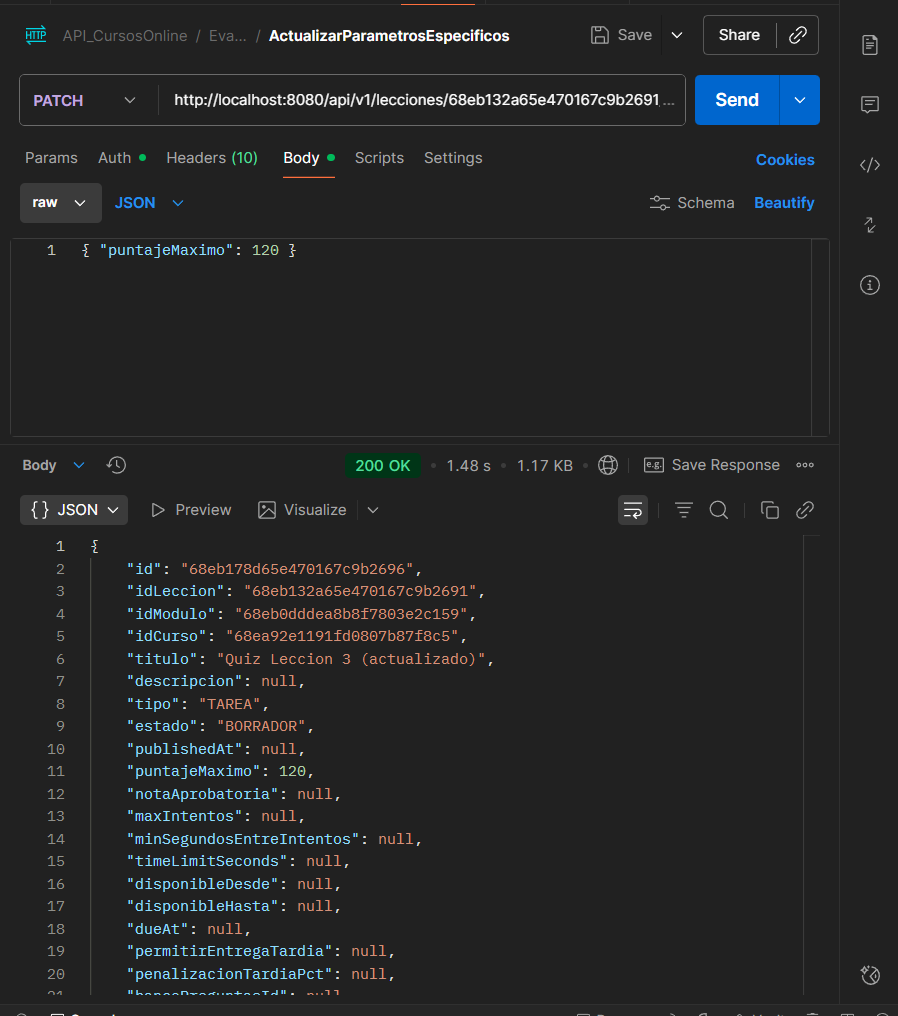 HTTP API_CursosOnline / Eva... / ActualizarParametrosEspecificos Save Share
PATCH http://localhost:8080/api/v1/lecciones/68eb132a65e470167c9b2691 ... Send
Params Auth Headers (10) Body Scripts Settings Cookies
raw JSON Schema Beautify
1 { "puntajeMaximo": 120 }
Body 200 OK • 1.48 s • 1.17 KB • e.g. Save Response
{} JSON Preview Visualize
1 {
2 "id": "68eb178d65e470167c9b2696",
3 "idLeccion": "68eb132a65e470167c9b2691",
4 "idModulo": "68eb0dddea8b8f7803e2c159",
5 "idCurso": "68ea92e1191fd0807b87f8c5",
6 "titulo": "Quiz Leccion 3 (actualizado)",
7 "descripcion": null,
8 "tipo": "TAREA",
9 "estado": "BORRADOR",
10 "publishedAt": null,
11 "puntajeMaximo": 120,
12 "notaAprobatoria": null,
13 "maxIntentos": null,
14 "minSegundosEntreIntentos": null,
15 "timeLimitSeconds": null,
16 "disponibleDesde": null,
17 "disponibleHasta": null,
18 "dueAt": null,
19 "permitirEntregaTardia": null,
20 "penalizacionTardiaPct": null,
21 "bancoPreguntasId": null